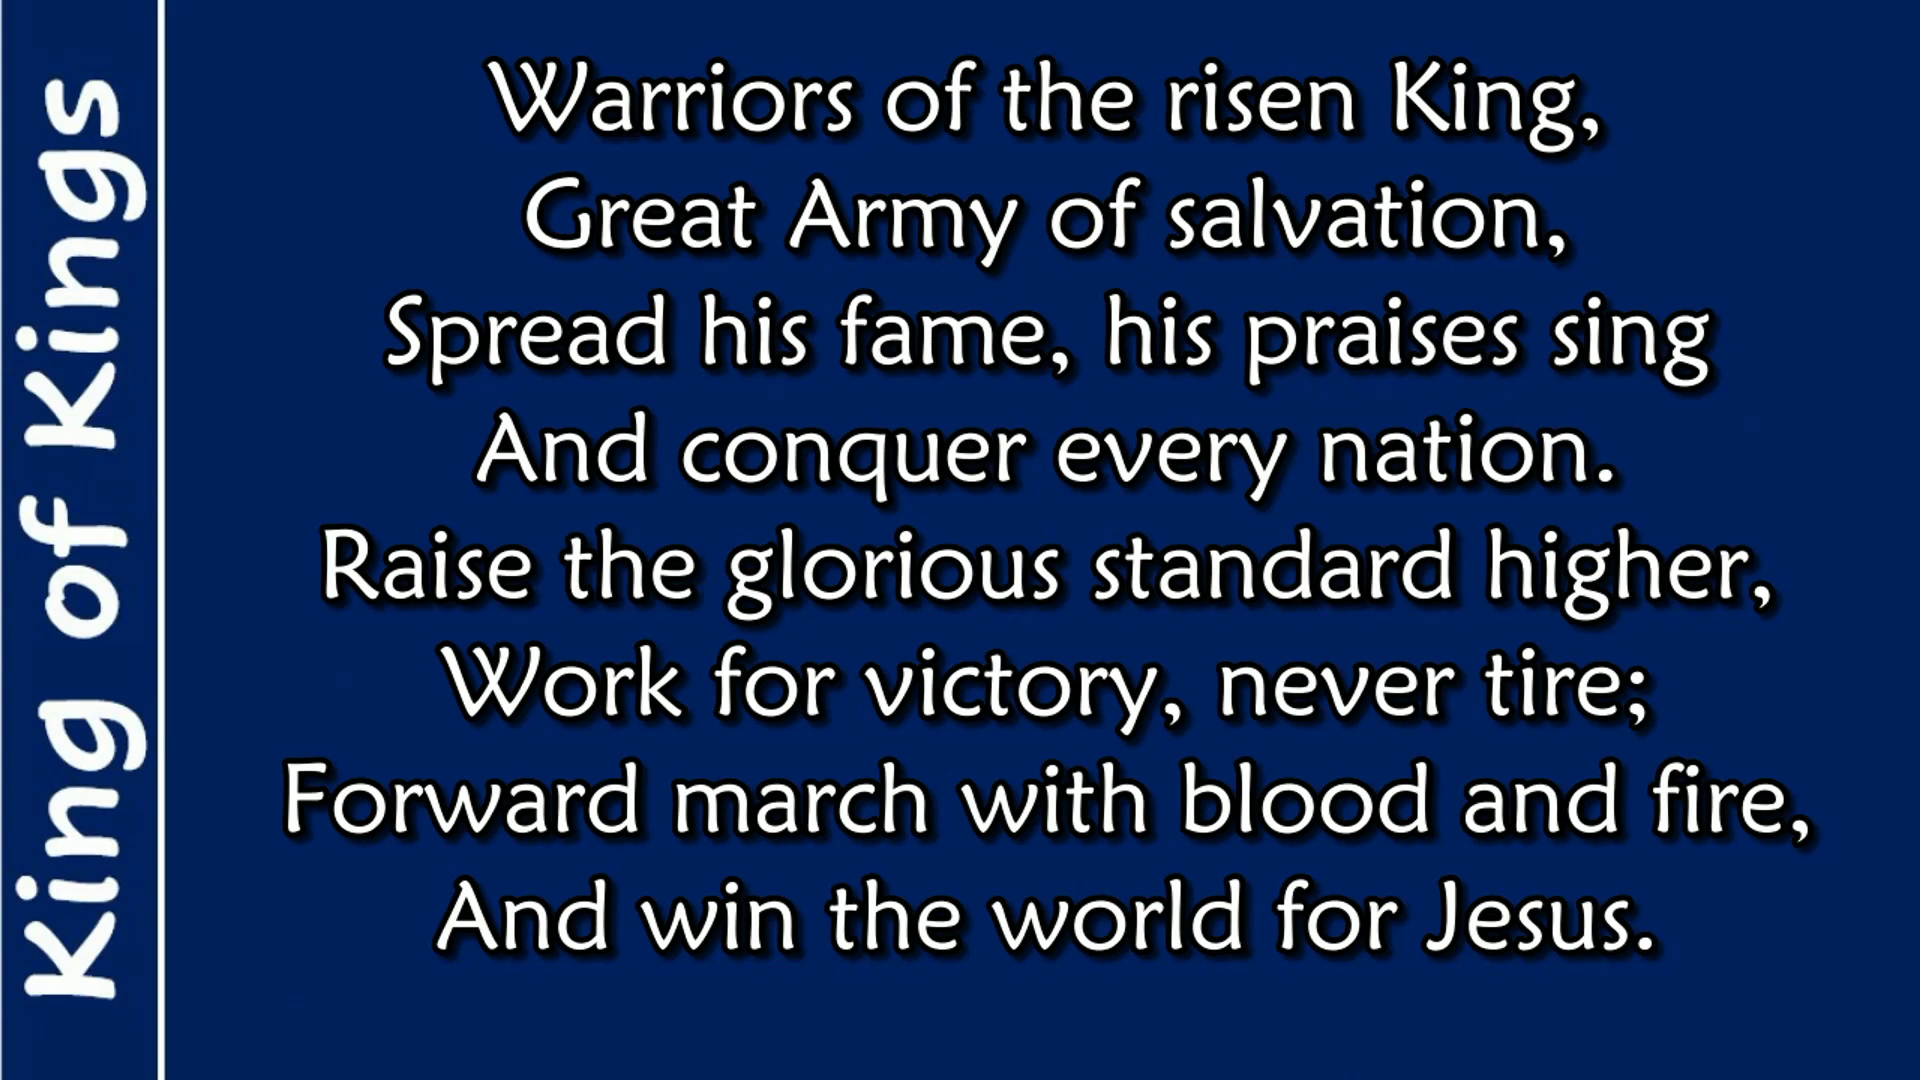 King of Kings
Warriors of the risen King,
Great Army of salvation,
Spread his fame, his praises sing
And conquer every nation.
Raise the glorious standard higher,
Work for victory, never tire;
Forward march with blood and fire,
And win the world for Jesus.